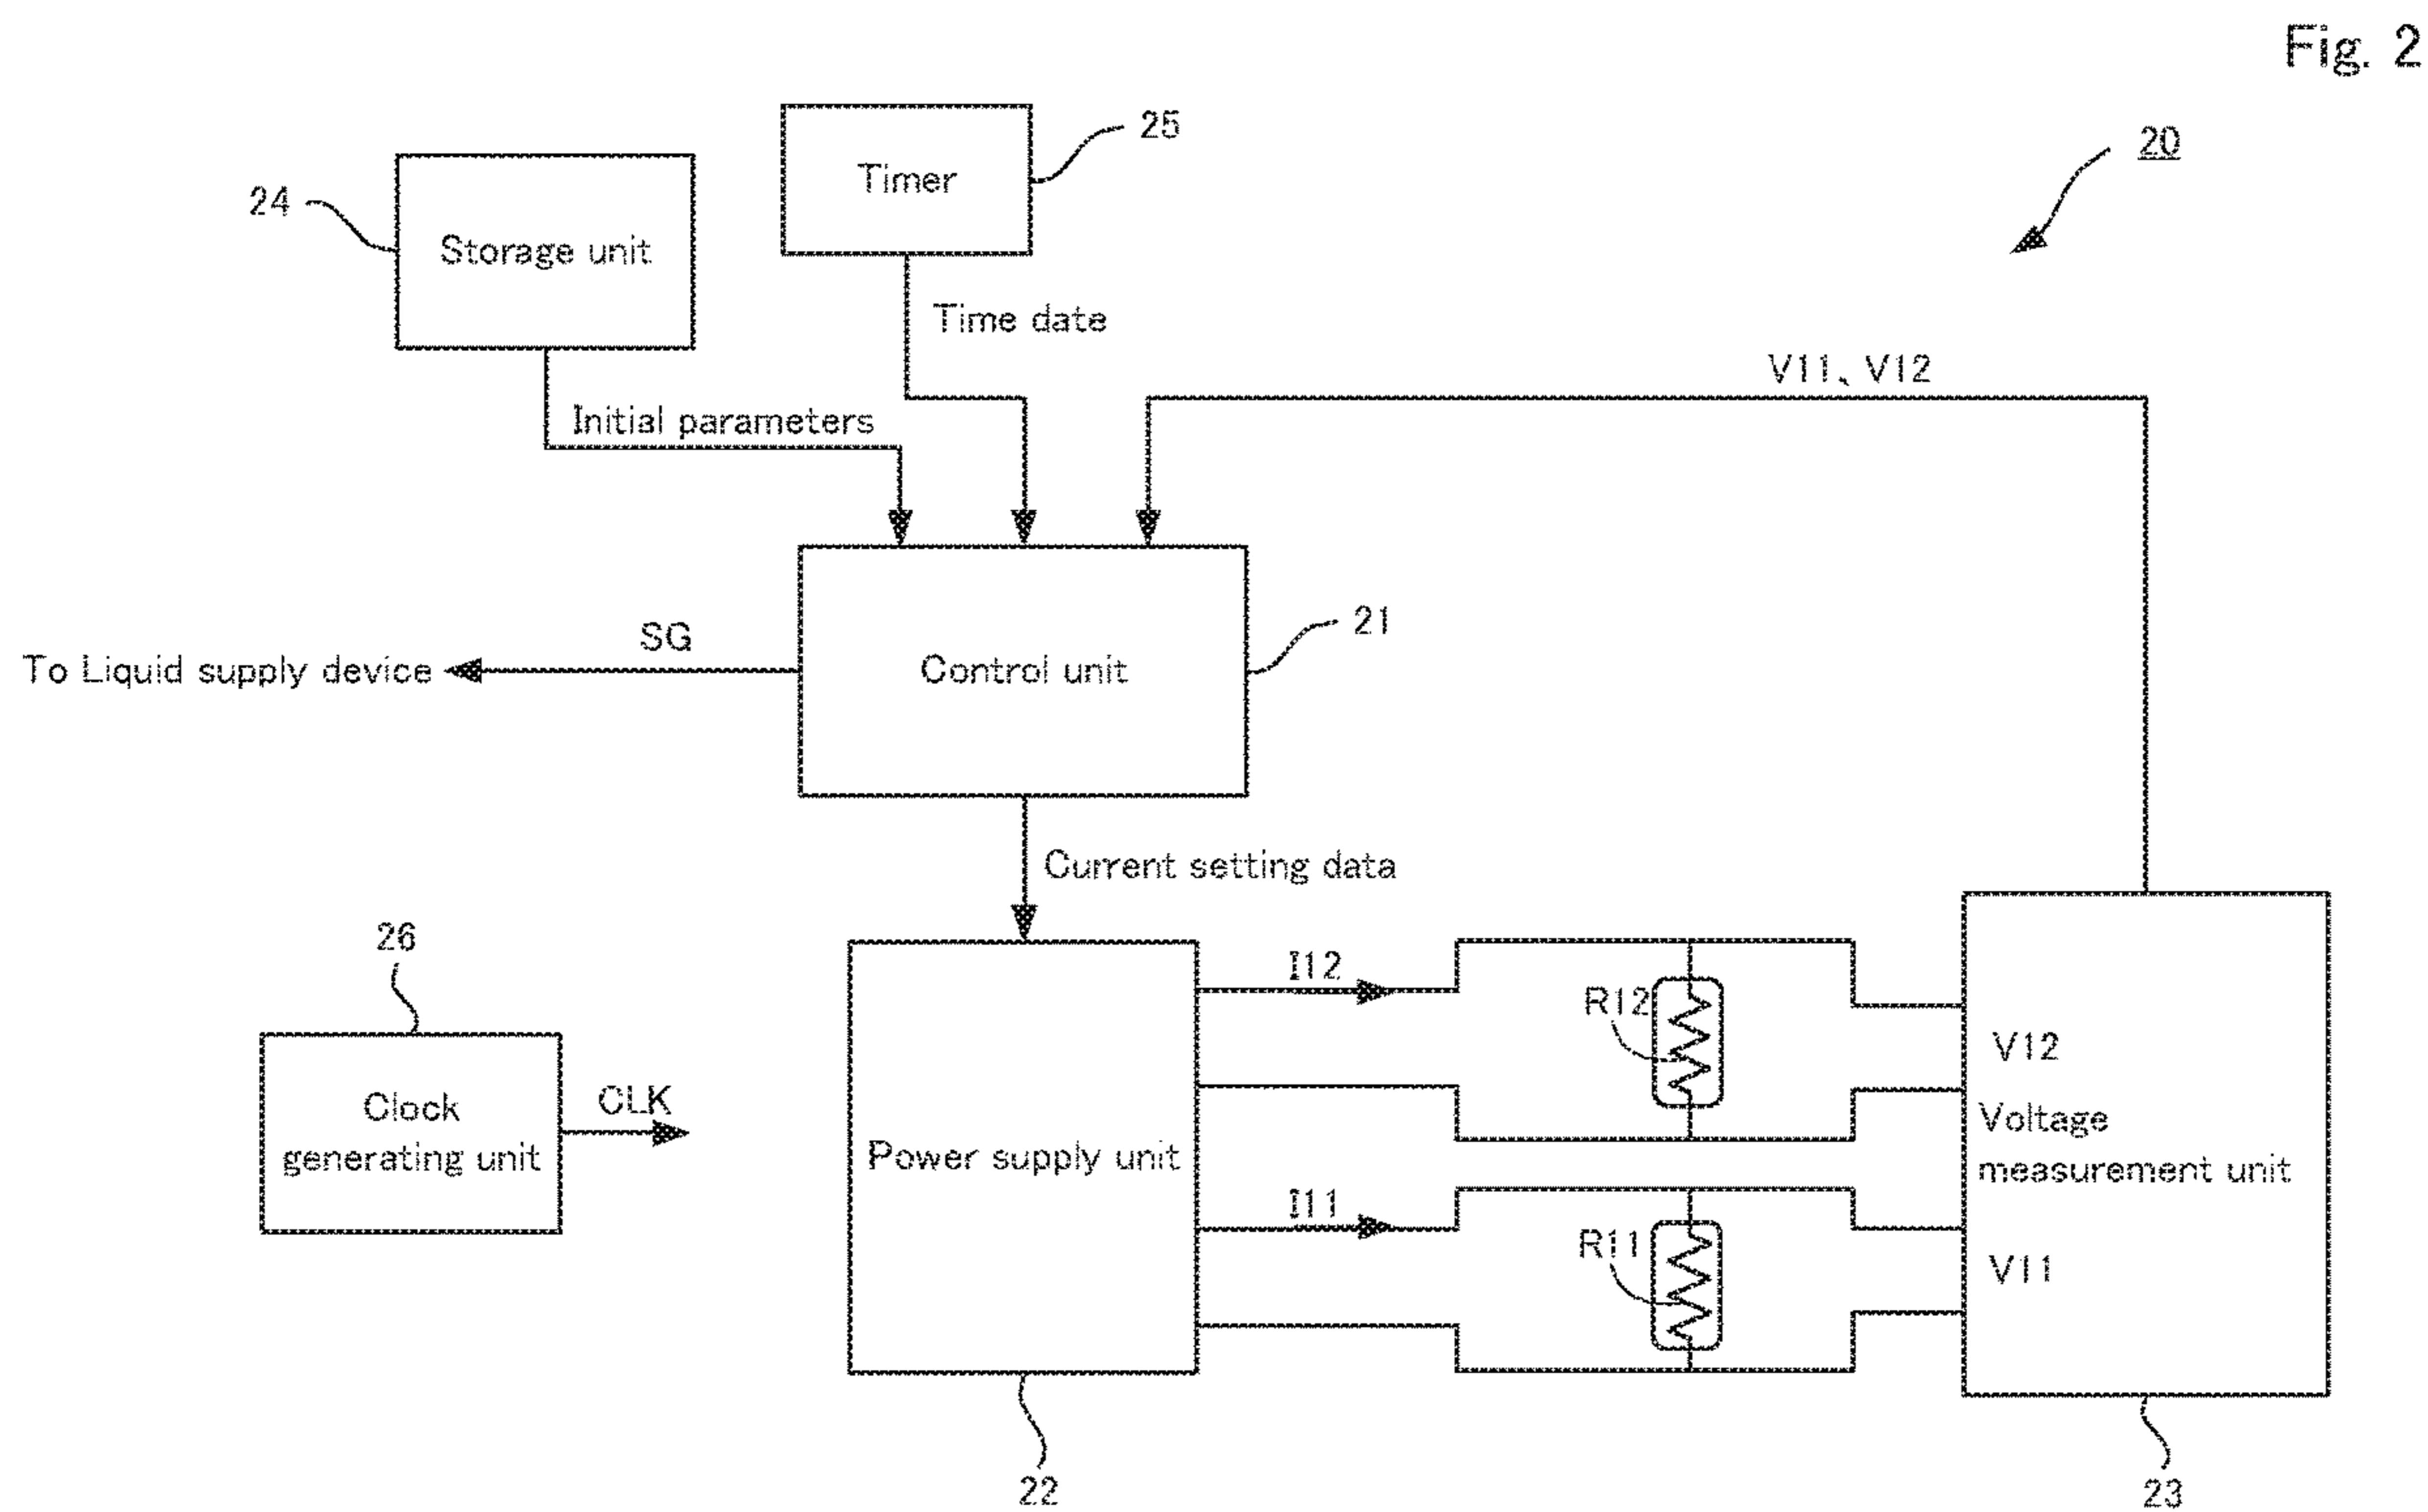 Fig. 2
25
20
Timer
24
Storage unit
Time date
V11、V12
Initial parameters
21
SG
To Liquid supply device
Control unit
Current setting data
26
I12
R12
V12
CLK
Clock
generating unit
Voltage
measurement unit
Power supply unit
I11
R11
V11
22
23